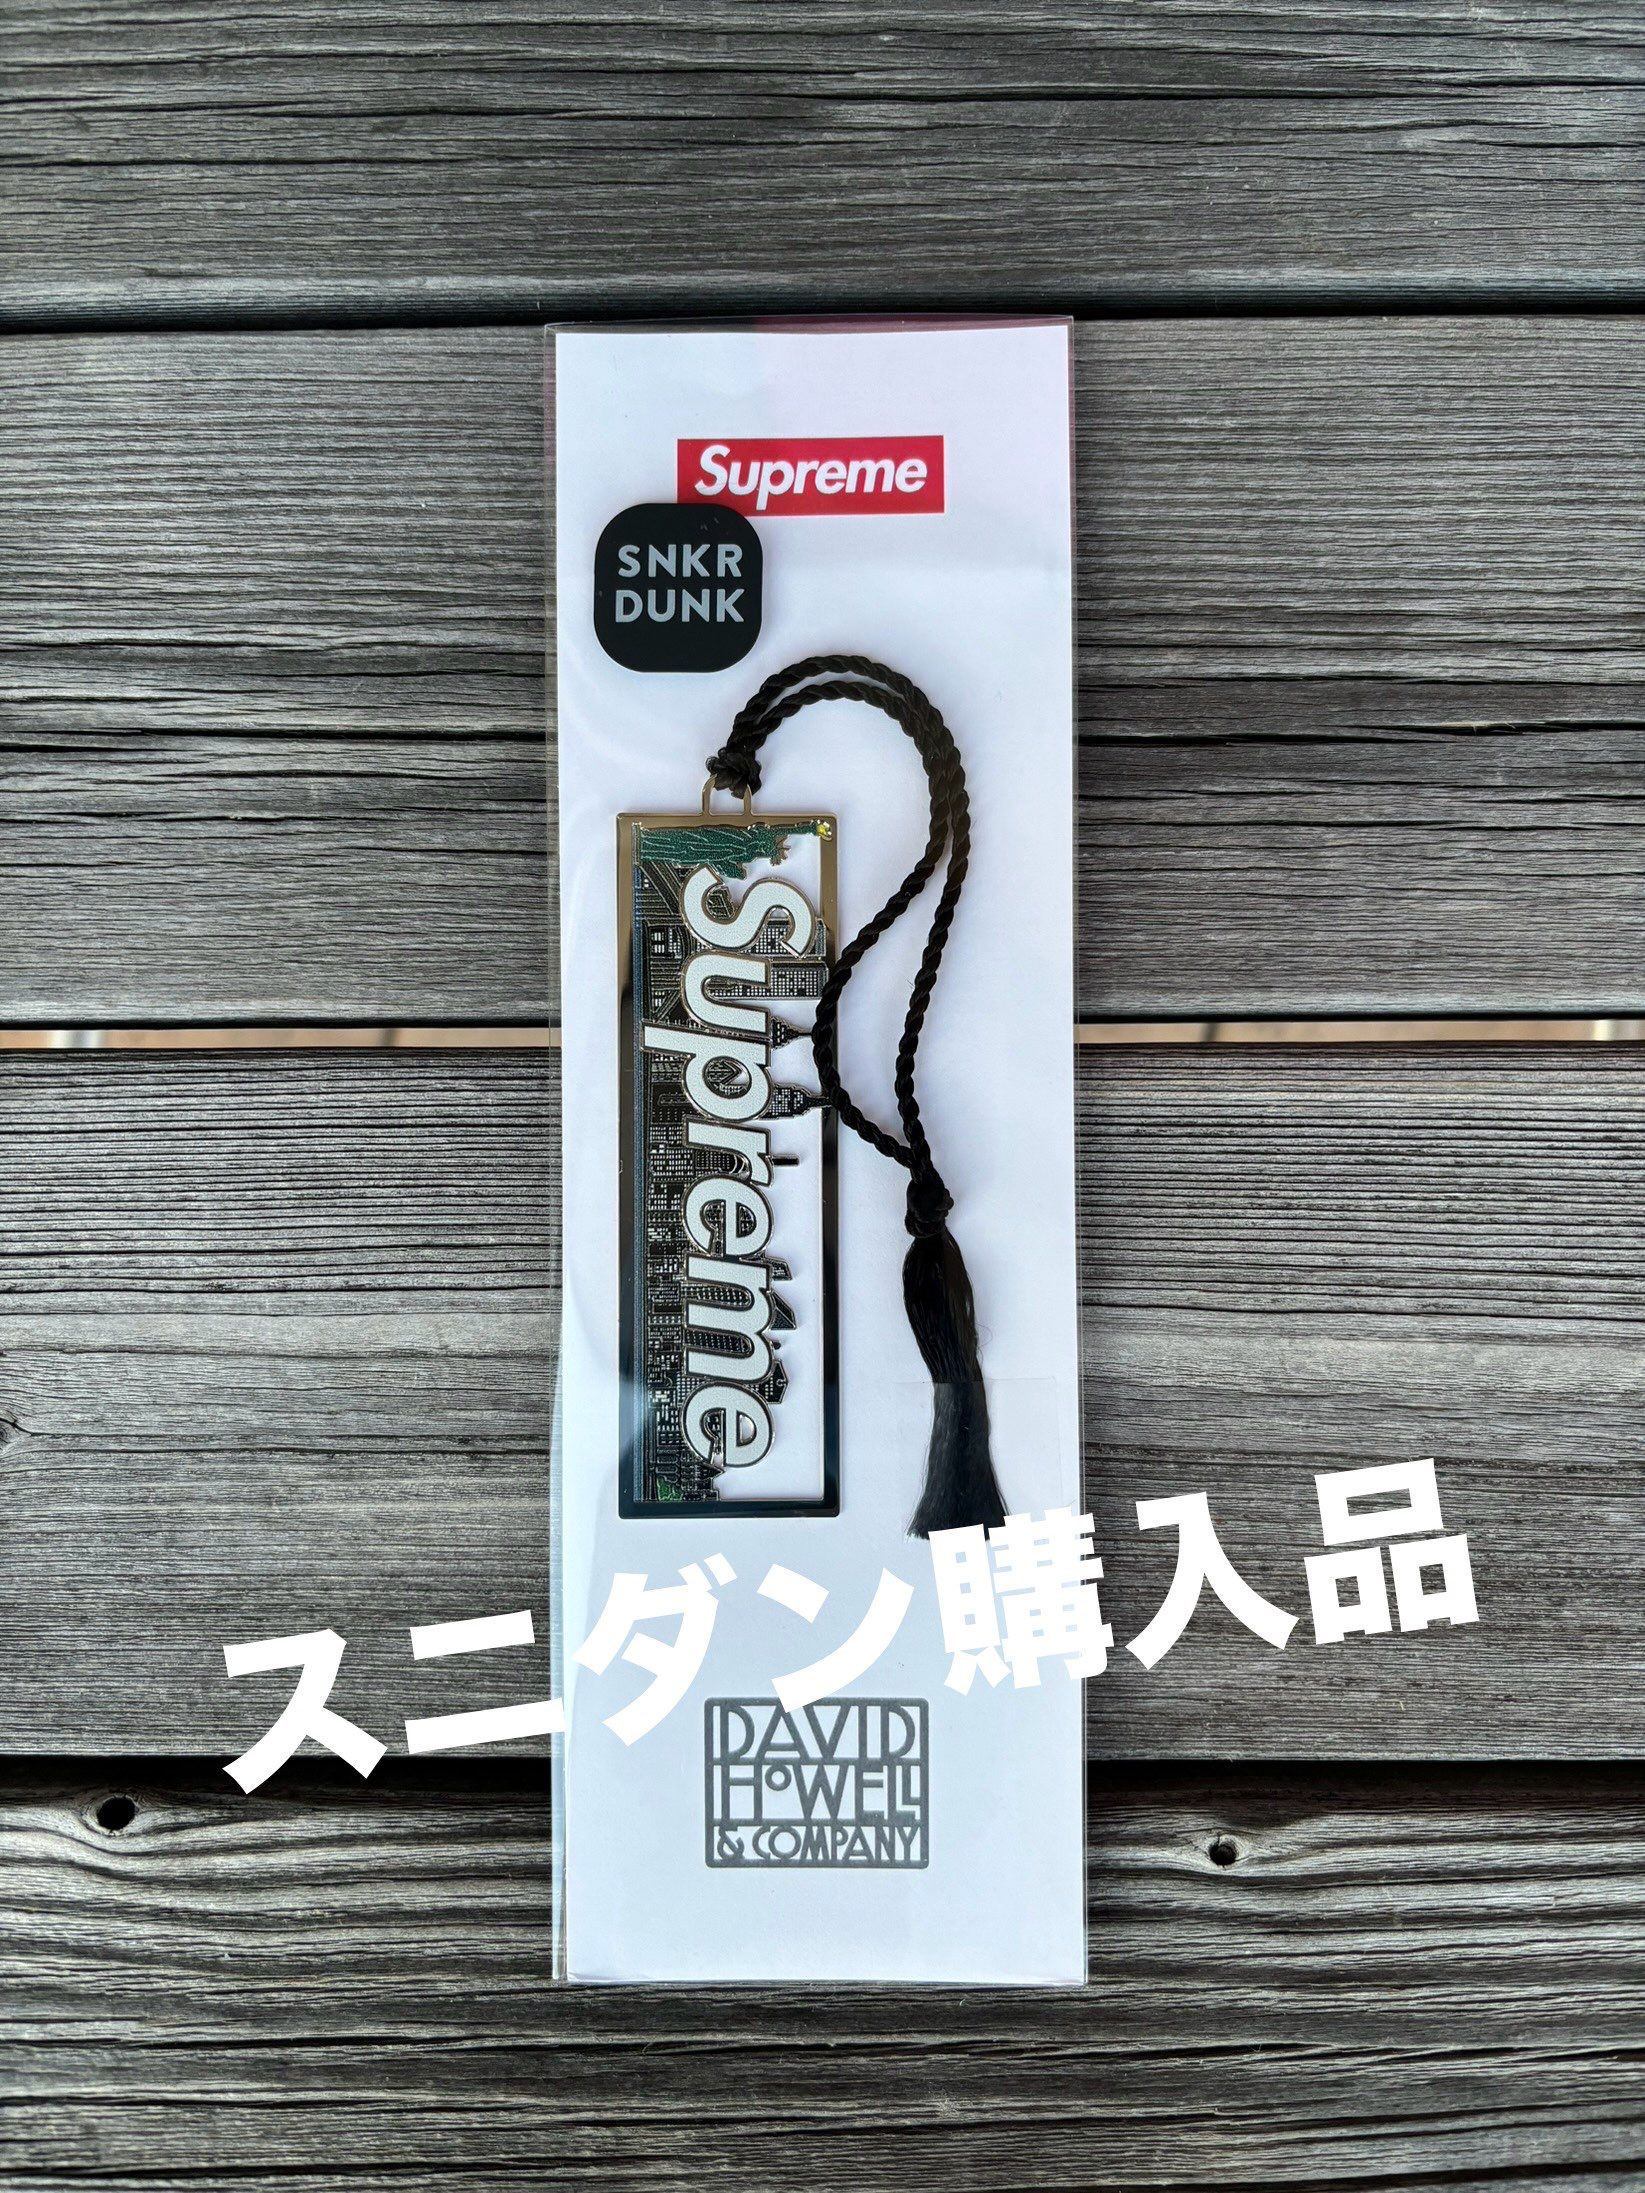 Supreme
SNKR
DUNK
Supreme
スニダン購入品
DAVID
HOWELL
& COMPANY